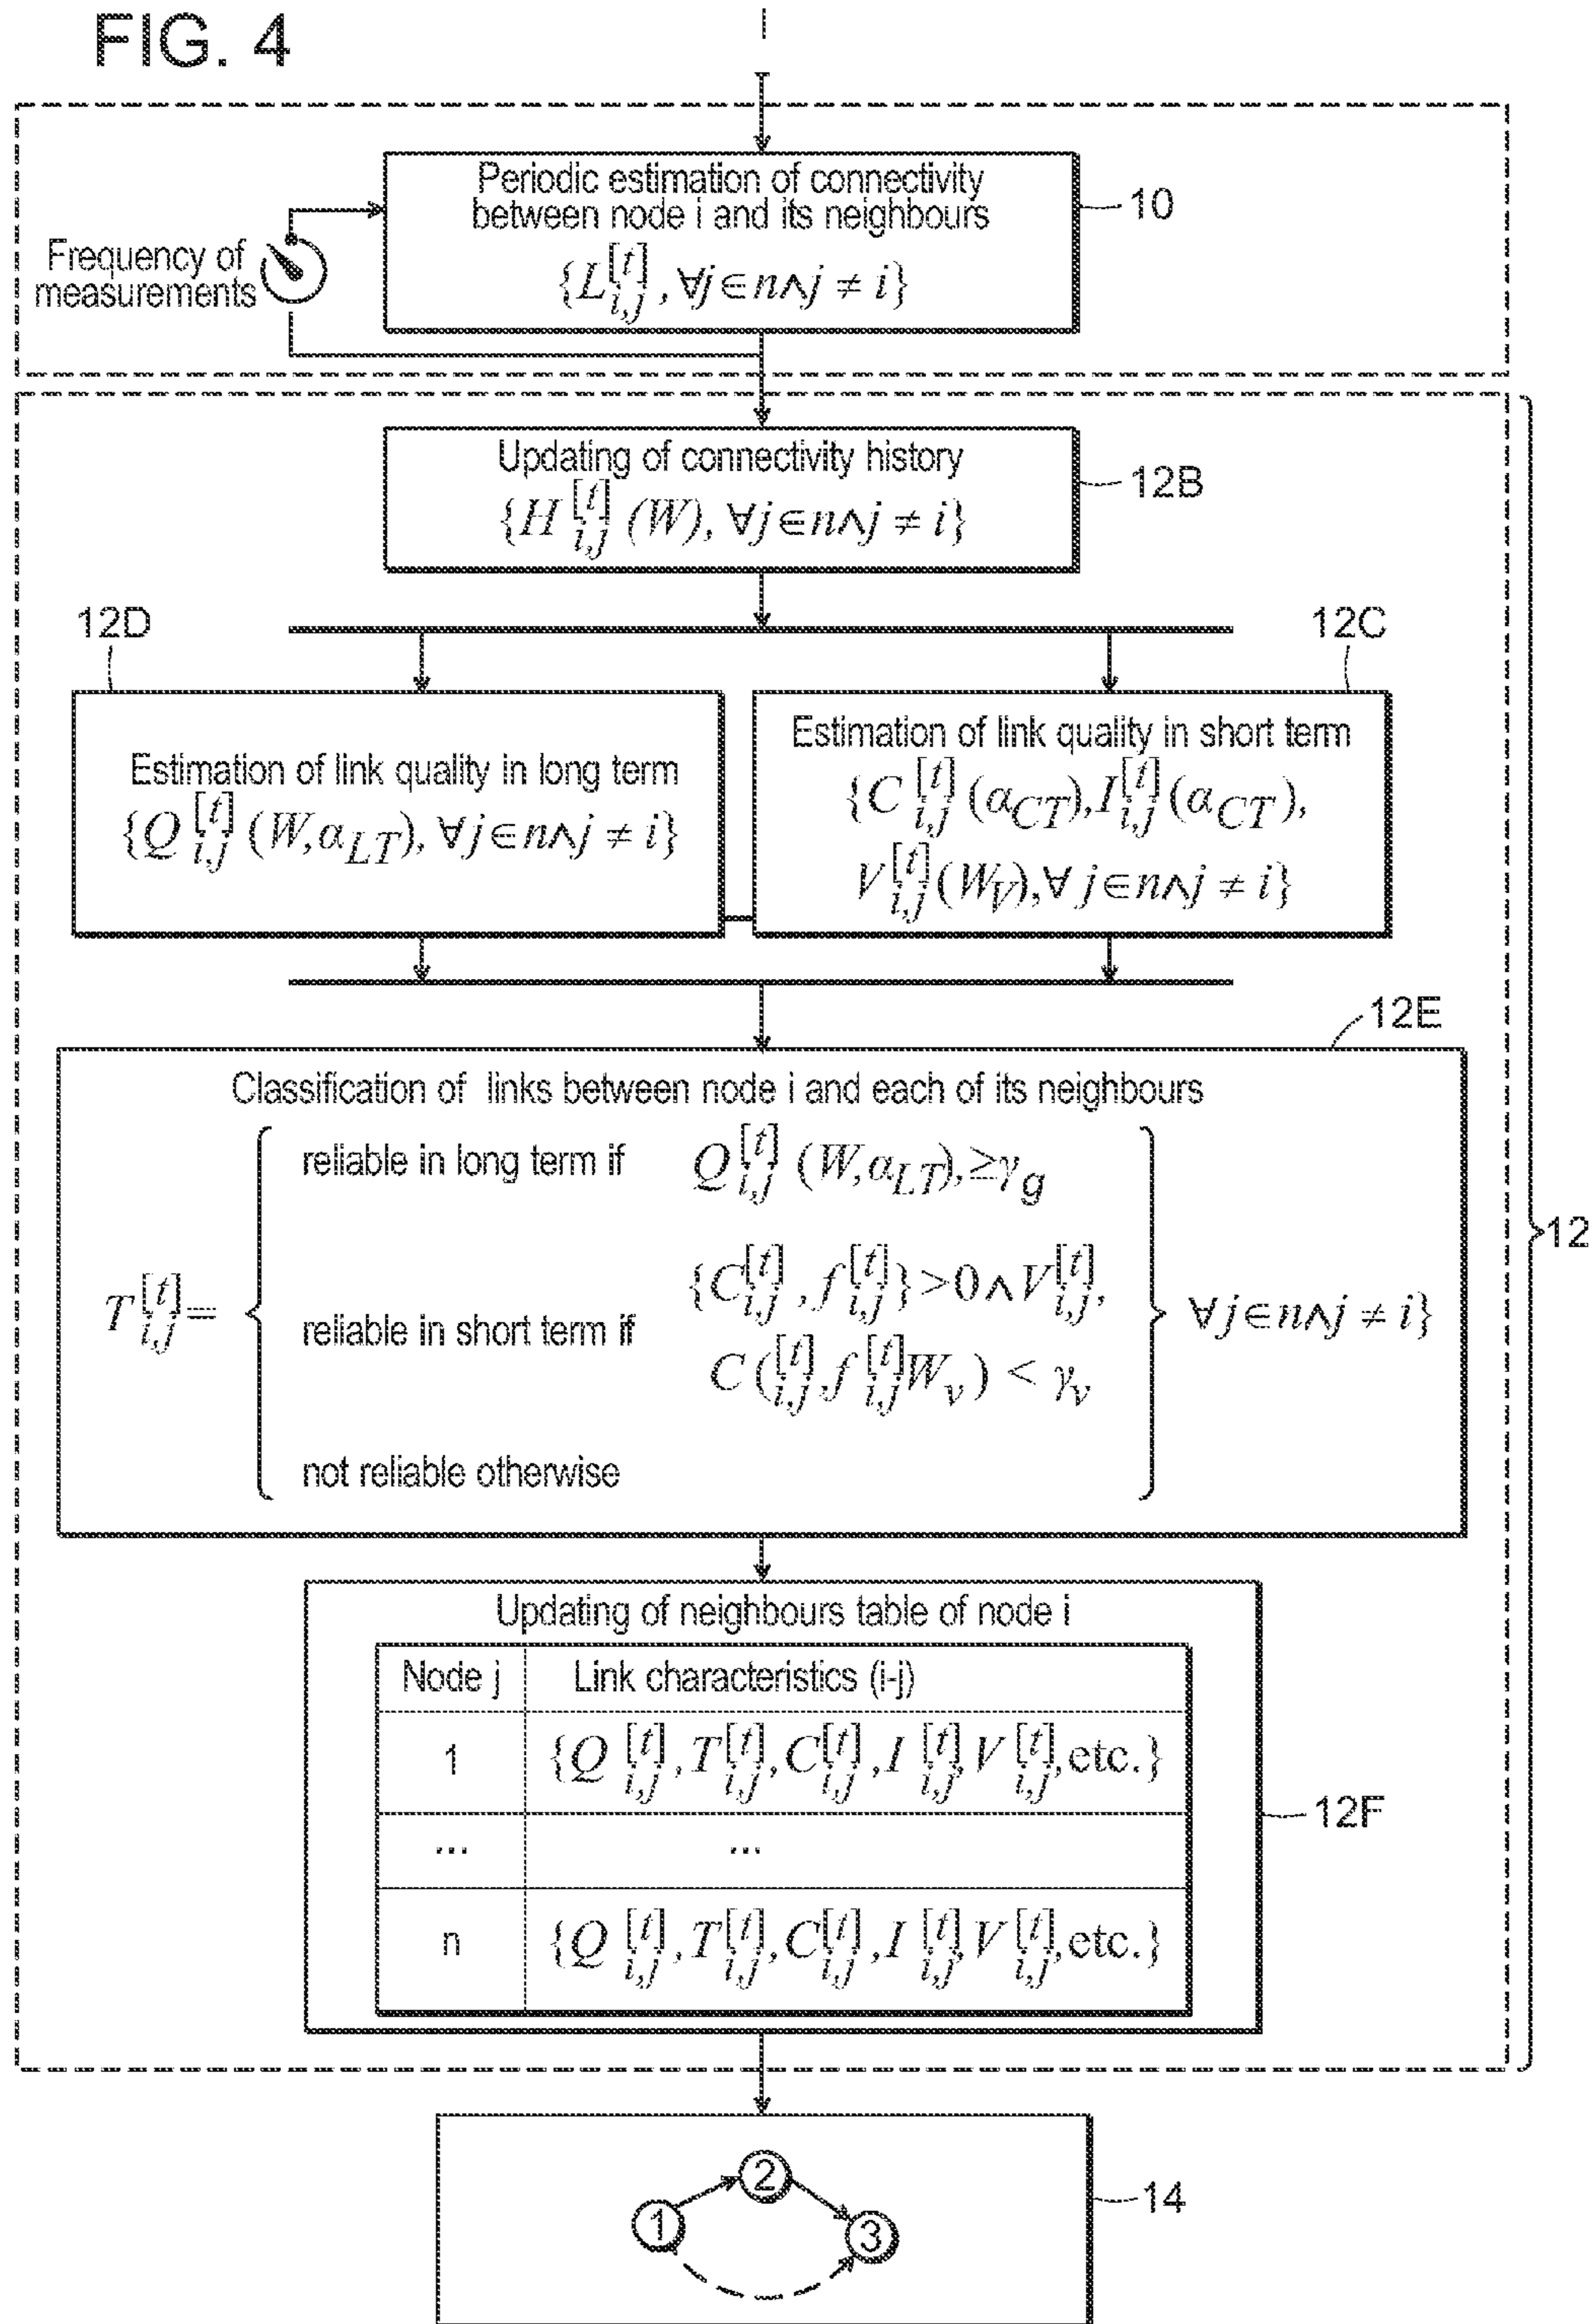 FIG. 4
Periodic estimation of connectivity
between node i and its neighbours
10
Frequency of
measurements
{L[t]i,j , ∀j∈n∧j ≠ i}
Updating of connectivity history
12B
{H[t]i,j (W), ∀j∈n∧j ≠ i}
12D
12C
Estimation of link quality in long term
{Q[t]i,j (W,αLT), ∀j∈n∧j ≠ i}
Estimation of link quality in short term
{C[t]i,j (αCT),I[t]i,j (αCT),
V[t]i,j (WV),∀ j∈n∧j ≠ i}
12E
Classification of links between node i and each of its neighbours
T[t]i,j =
reliable in long term if Q[t]i,j (W,αLT),≥γg
reliable in short term if {C[t]i,j , f[t]i,j} >0 ∧ V[t]i,j,
C ([t]i,j , f[t]i,j Wv ) < γv
not reliable otherwise
∀j∈n∧j ≠ i}
12
Updating of neighbours table of node i
Node j Link characteristics (i-j)
1 {Q[t]i,j, T[t]i,j, C[t]i,j, I[t]i,j, V[t]i,j, etc.}
... ...
12F
n {Q[t]i,j, T[t]i,j, C[t]i,j, I[t]i,j, V[t]i,j, etc.}
14
2
1
3